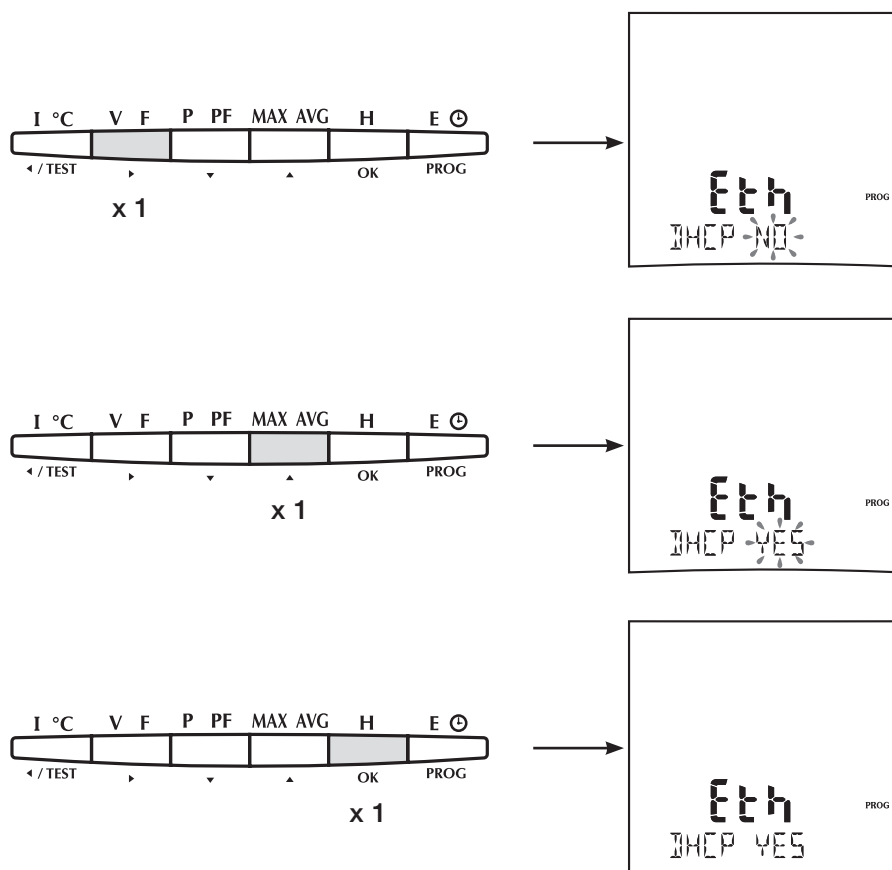 I °C V F P PF MAX AVG H E
◂ / TEST ▸ ▾ ▴ OK PROG
x 1
Eth
PROG
DHCP NO
I °C V F P PF MAX AVG H E
◂ / TEST ▸ ▾ ▴ OK PROG
x 1
Eth
PROG
DHCP YES
I °C V F P PF MAX AVG H E
◂ / TEST ▸ ▾ ▴ OK PROG
x 1
Eth
PROG
DHCP YES